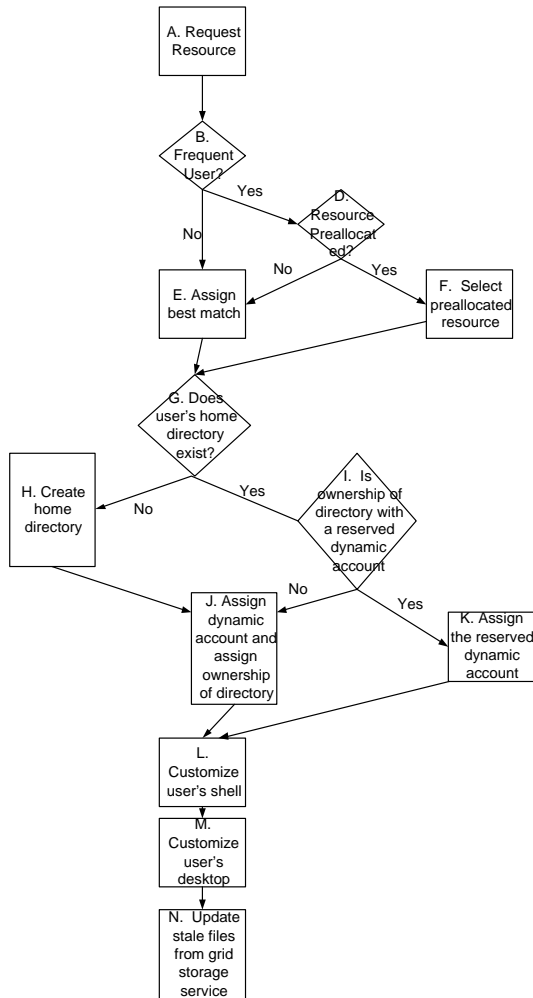 A. Request
Resource
B.
Frequent
User?
Yes
D.
Resource
Preallocat
ed?
No
No
Yes
E. Assign
best match
F. Select
preallocated
resource
G. Does
user's home
directory
exist?
H. Create
home
directory
No
Yes
I. Is
ownership of
directory with
a reserved
dynamic
account
No
Yes
J. Assign
dynamic
account and
assign
ownership
of directory
K. Assign
the reserved
dynamic
account
L.
Customize
user's shell
M.
Customize
user's
desktop
N. Update
stale files
from grid
storage
service